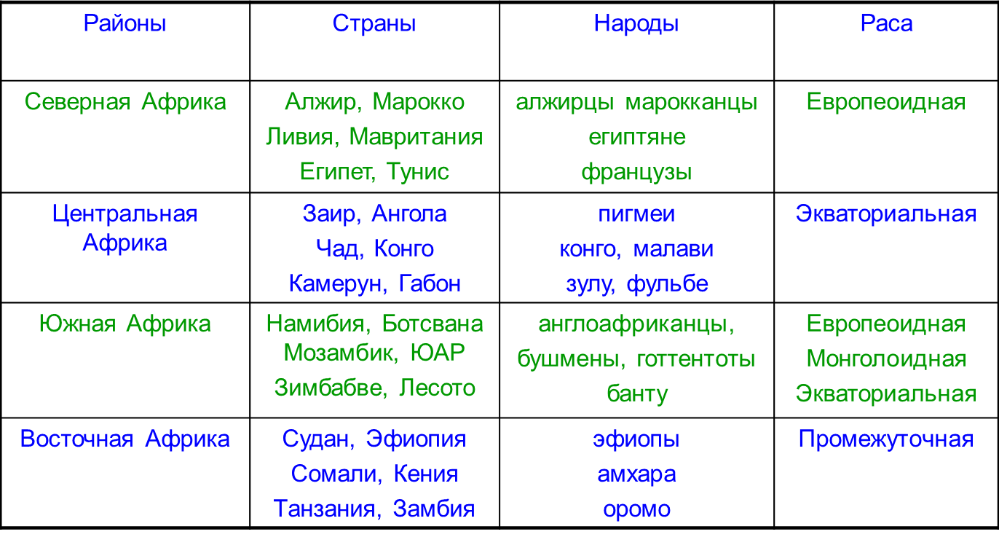 Районы Страны Народы Раса
Северная Африка Алжир, Марокко алжирцы марокканцы Европеоидная
Ливия, Мавритания египтяне
Египет, Тунис французы
Центральная Заир, Ангола пигмеи Экваториальная
Африка Чад, Конго конго, малави
Камерун, Габон зулу, фульбе
Южная Африка Намибия, Ботсвана англоафриканцы, Европеоидная
Мозамбик, ЮАР бушмены, готтентоты Монголоидная
Зимбабве, Лесото банту Экваториальная
Восточная Африка Судан, Эфиопия эфиопы Промежуточная
Сомали, Кения амхара
Танзания, Замбия оромо